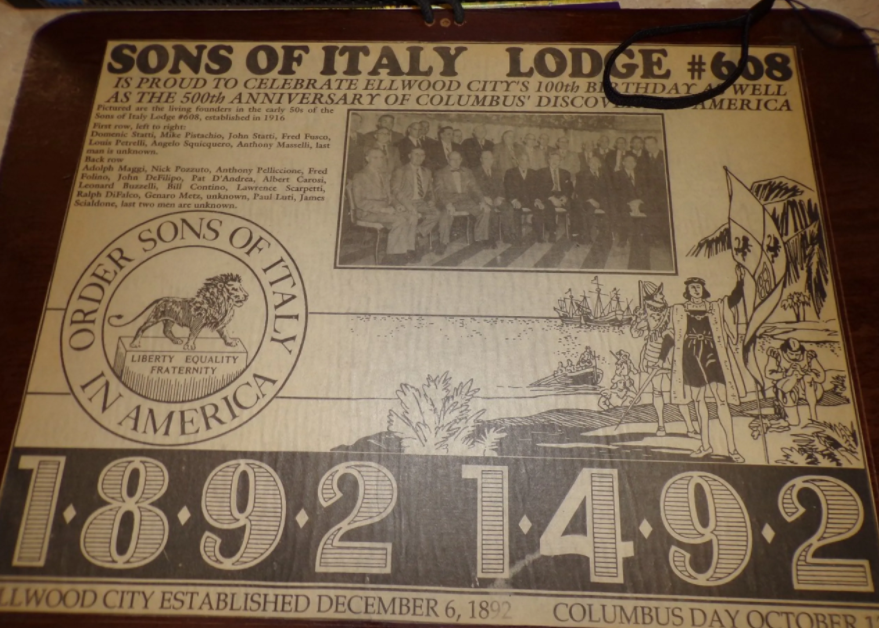 SONS OF ITALY LODGE #608
IS PROUD TO CELEBRATE ELLWOOD CITY'S 100th BIRTHDAY AS WELL
AS THE 500th ANNIVERSARY OF COLUMBUS' AMERICA
Pictured are the living founders in the early 50s of the
Sons of Italy Lodge #608, established in 1916
First row, left to right:
Domenic Statti, Mike Pistachio, John Statti, Fred Fusco,
Louis Petrelli, Angelo Squicquero, Anthony Masselli, last
man is unknown.
Back row
Adolph Maggi, Nick Pozzuto, Anthony Pelliccione, Fred
Folino, John DeFilipo, Pat D'Andrea, Albert Carosi,
Leonard Buzzelli, Bill Contino, Lawrence Scarpetti,
Ralph DiFalco, Genaro Metz, unknown, Paul Luti, James
Scialdone, last two men are unknown.
ORDER SONS OF ITALY
LIBERTY EQUALITY
FRATERNITY
IN AMERICA
1·8·9·2 1·4·9·2
LLWOOD CITY ESTABLISHED DECEMBER 6, 1892 COLUMBUS DAY OCTOBER